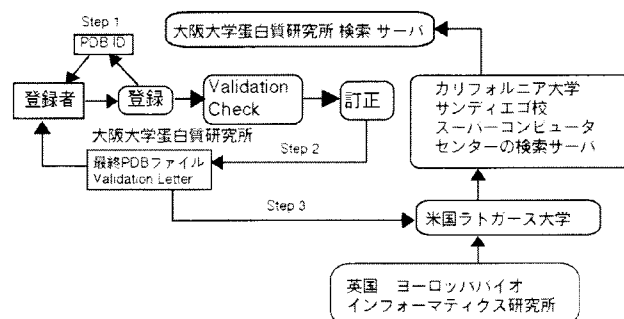 Step 1
PDB ID
大阪大学蛋白質研究所 検索 サーバ
登録者
登録
Validation
Check
訂正
カリフォルニア大学
サンディエゴ校
スーパーコンピュータ
センターの検索サーバ
大阪大学蛋白質研究所
Step 2
最終PDBファイル
Validation Letter
Step 3
米国ラトガース大学
英国 ヨーロッパバイオ
インフォーマティクス研究所